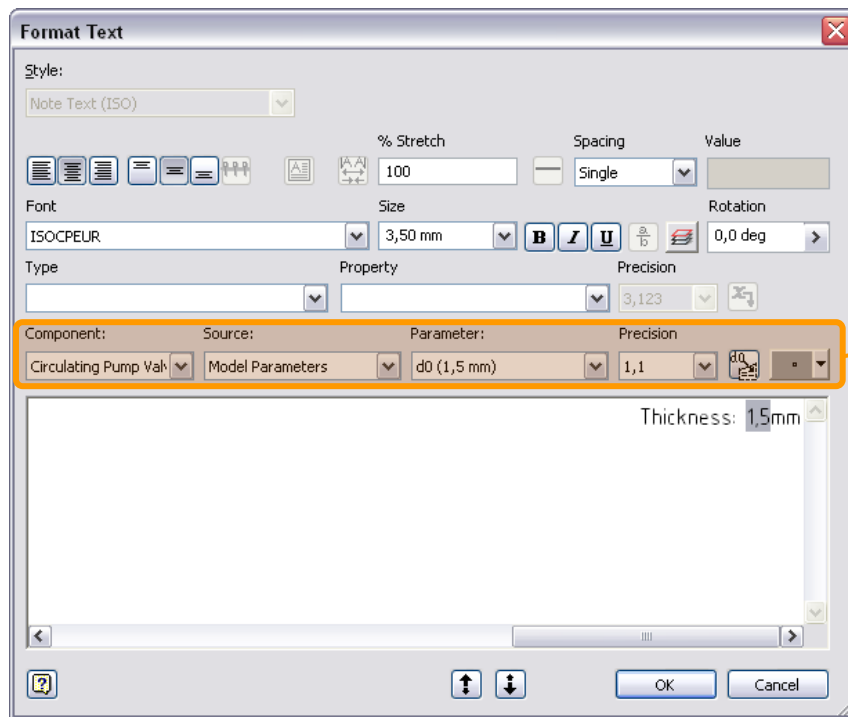 Format Text
Style:
Note Text (ISO)
% Stretch Spacing Value
100 Single
Font Size Rotation
ISOCPEUR 3,50 mm B I U a/b 0,0 deg
Type Property Precision
3,123
Component: Source: Parameter: Precision
Circulating Pump Valv Model Parameters d0 (1,5 mm) 1,1
Thickness: 1,5mm
OK Cancel